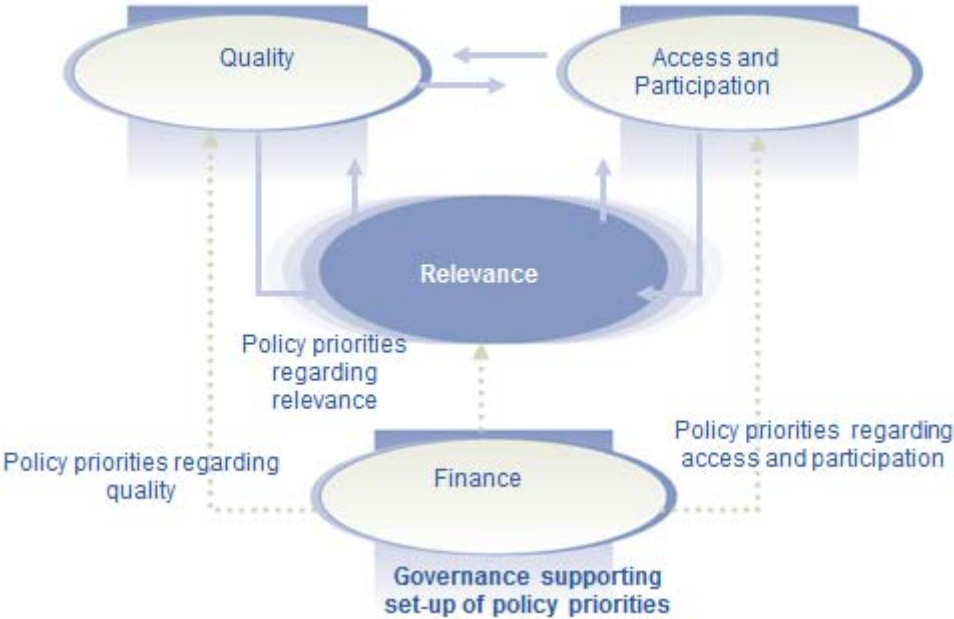 Quality
Access and
Participation
Relevance
Policy priorities
regarding
relevance
Policy priorities regarding
quality
Policy priorities regarding
access and participation
Finance
Governance supporting
set-up of policy priorities